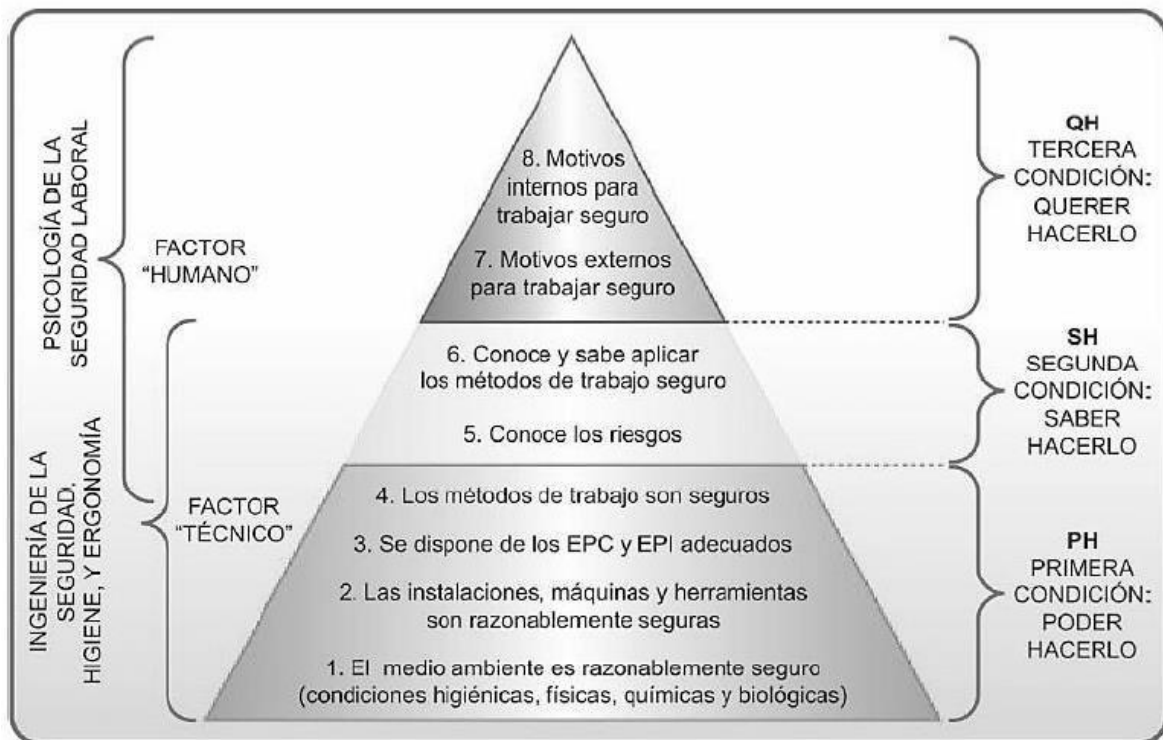 PSICOLOGÍA DE LA
SEGURIDAD LABORAL
FACTOR
"HUMANO"
INGENIERÍA DE LA
SEGURIDAD.
HIGIENE, Y ERGONOMÍA
FACTOR
"TÉCNICO"
8. Motivos
internos para
trabajar seguro
7. Motivos externos
para trabajar seguro
6. Conoce y sabe aplicar
los métodos de trabajo seguro
5. Conoce los riesgos
4. Los métodos de trabajo son seguros
3. Se dispone de los EPC y EPI adecuados
2. Las instalaciones, máquinas y herramientas
son razonablemente seguras
1. El medio ambiente es razonablemente seguro
(condiciones higiénicas, físicas, químicas y biológicas)
QH
TERCERA
CONDICIÓN:
QUERER
HACERLO
SH
SEGUNDA
CONDICIÓN:
SABER
HACERLO
PH
PRIMERA
CONDICIÓN:
PODER
HACERLO